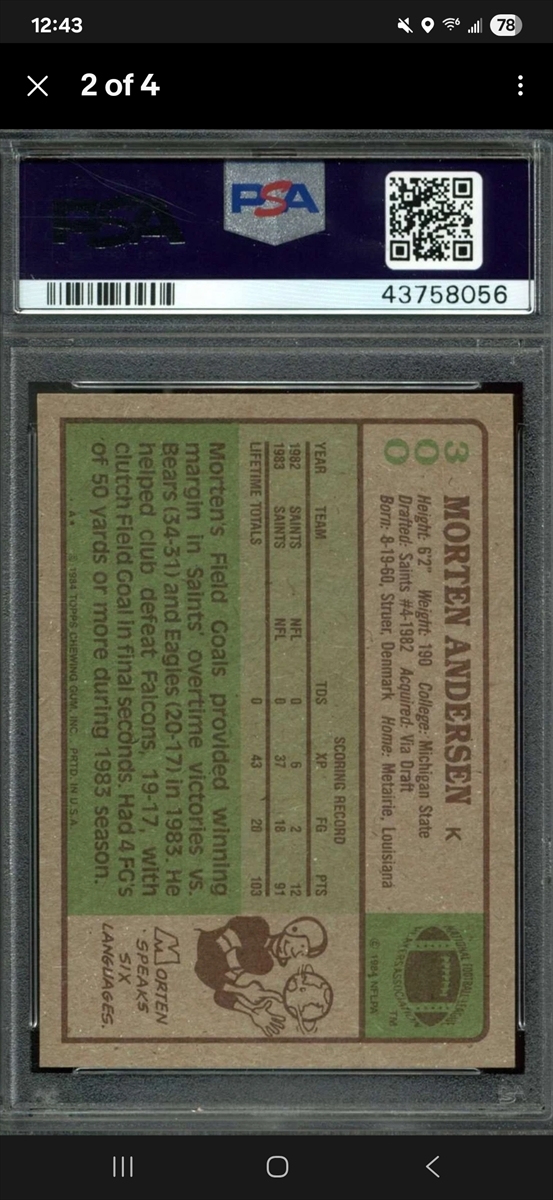 12:43
78
2 of 4
PSA
PSA
43758056
300
MORTEN ANDERSEN K
Height: 6'2" Weight: 190 College: Michigan State
Drafted: Saints #4-1982 Acquired: Via Draft
Born: 8-19-60, Struer, Denmark Home: Metairie, Louisiana
© 1984 NFLPA
TM
SCORING RECORD
YEAR TEAM TDS XP FG PTS
1982 SAINTS NFL 0 6 2 12
1983 SAINTS NFL 0 37 18 91
LIFETIME TOTALS 0 43 20 103
Morten's Field Goals provided winning
margin in Saints' overtime victories vs.
Bears (34-31) and Eagles (20-17) in 1983. He
helped club defeat Falcons, 19-17, with
clutch Field Goal in final seconds. Had 4 FG's
of 50 yards or more during 1983 season.
MORTEN
SPEAKS
SIX
LANGUAGES.
A* © 1984 TOPPS CHEWING GUM, INC. PRTD. IN U.S.A.